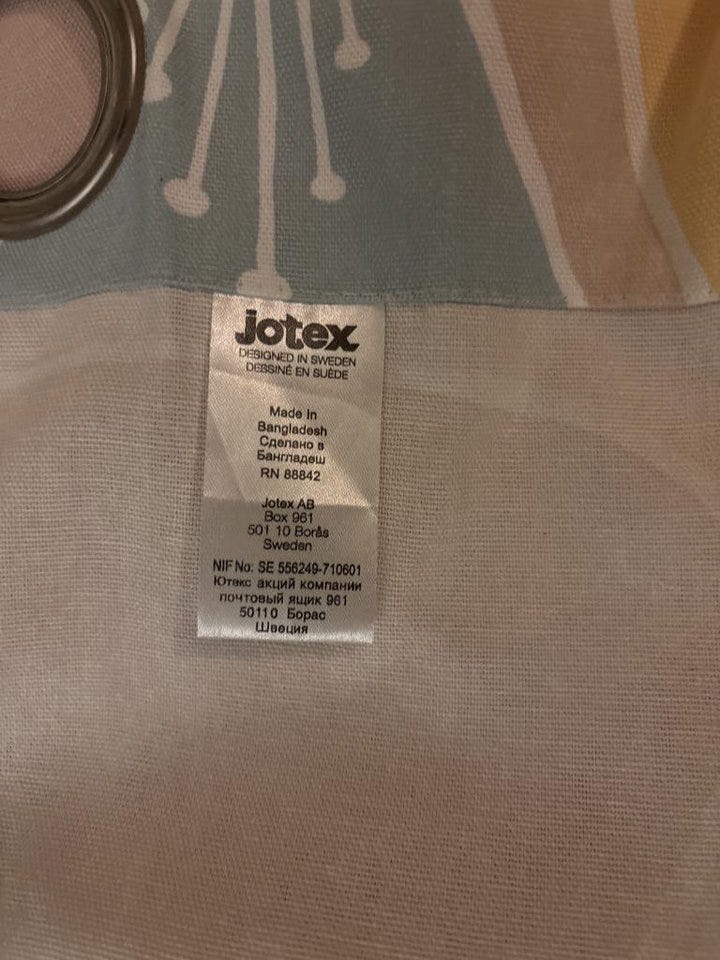 jotex
DESIGNED IN SWEDEN
DESSINÉ EN SUÈDE
Made In
Bangladesh
Сделано в
Бангладеш
RN 88842
Jotex AB
Box 961
501 10 Borås
Sweden
NIF No: SE 556249-710601
Ютекс акций компании
почтовый ящик 961
50110 Борас
Швеция